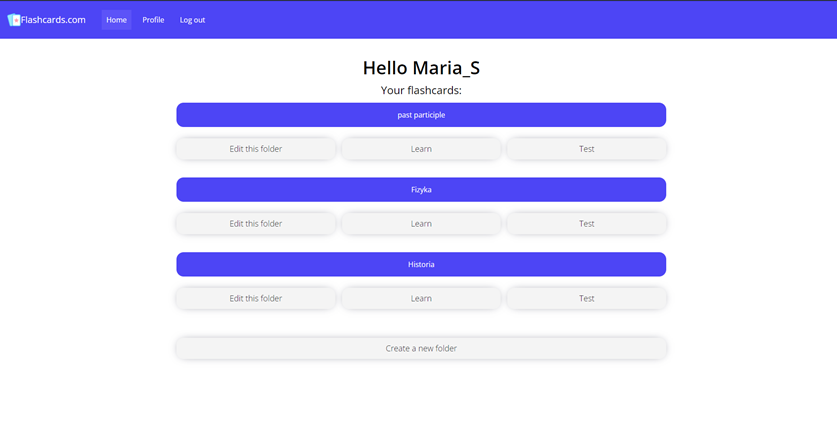 Flashcards.com Home Profile Log out
Hello Maria_S
Your flashcards:
past participle
Edit this folder Learn Test
Fizyka
Edit this folder Learn Test
Historia
Edit this folder Learn Test
Create a new folder